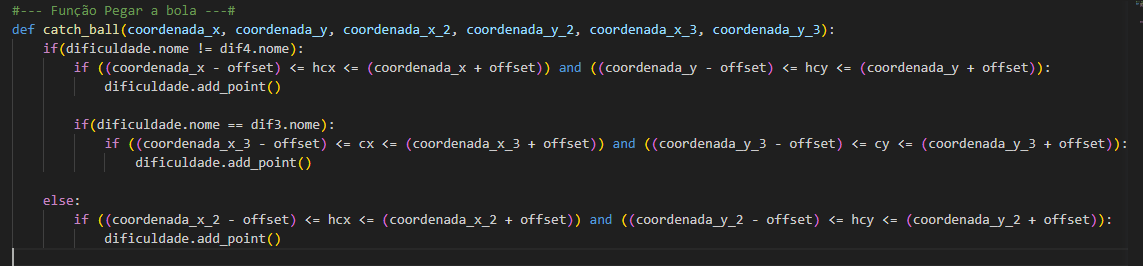 #--- Função Pegar a bola ---#
def catch_ball(coordenada_x, coordenada_y, coordenada_x_2, coordenada_y_2, coordenada_x_3, coordenada_y_3):
    if(dificuldade.nome != dif4.nome):
        if ((coordenada_x - offset) <= hcx <= (coordenada_x + offset)) and ((coordenada_y - offset) <= hcy <= (coordenada_y + offset)):
            dificuldade.add_point()

        if(dificuldade.nome == dif3.nome):
            if ((coordenada_x_3 - offset) <= cx <= (coordenada_x_3 + offset)) and ((coordenada_y_3 - offset) <= cy <= (coordenada_y_3 + offset)):
                dificuldade.add_point()

    else:
        if ((coordenada_x_2 - offset) <= hcx <= (coordenada_x_2 + offset)) and ((coordenada_y_2 - offset) <= hcy <= (coordenada_y_2 + offset)):
            dificuldade.add_point()